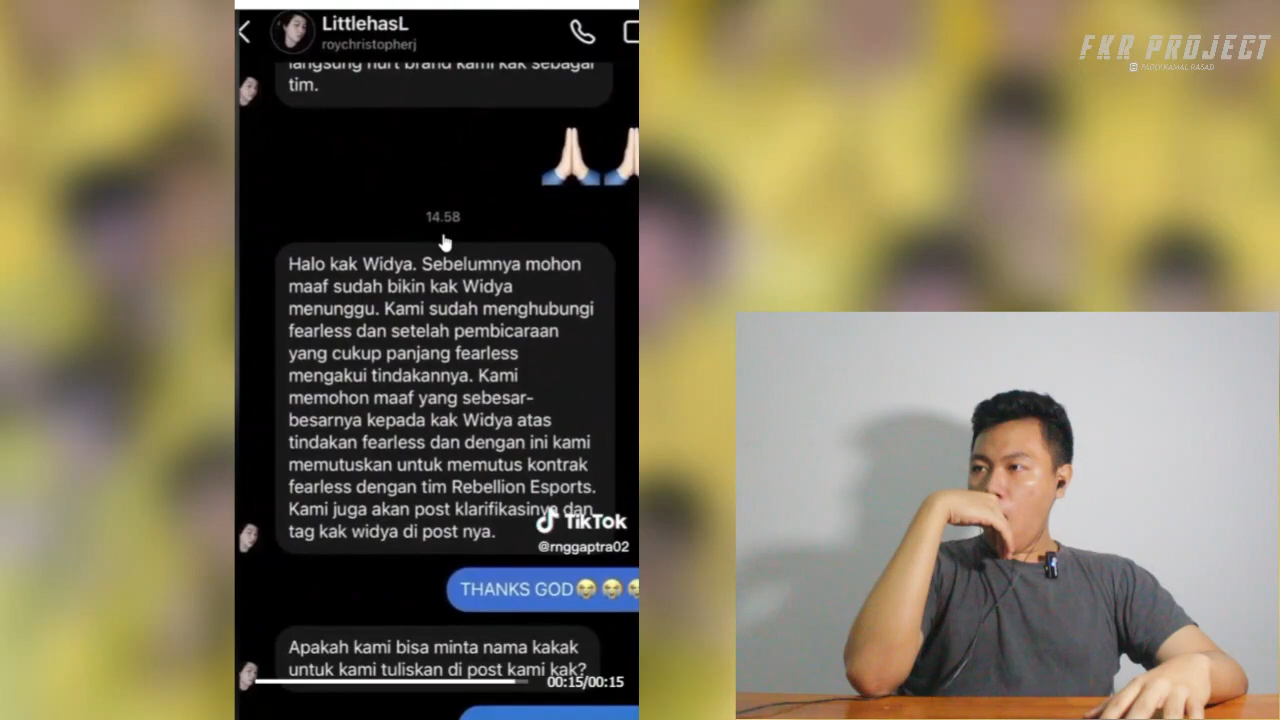 LittlehasL
roychristopherj
langsung hurt brand kami kak sebagai
tim.
14.58
Halo kak Widya. Sebelumnya mohon
maaf sudah bikin kak Widya
menunggu. Kami sudah menghubungi
fearless dan setelah pembicaraan
yang cukup panjang fearless
mengakui tindakannya. Kami
memohon maaf yang sebesar-
besarnya kepada kak Widya atas
tindakan fearless dan dengan ini kami
memutuskan untuk memutus kontrak
fearless dengan tim Rebellion Esports.
Kami juga akan post klarifikasinya dan
tag kak widya di post nya.
TikTok
@rnggaptra02
THANKS GOD
Apakah kami bisa minta nama kakak
untuk kami tuliskan di post kami kak?
00:15/00:15
FKR PROJECT